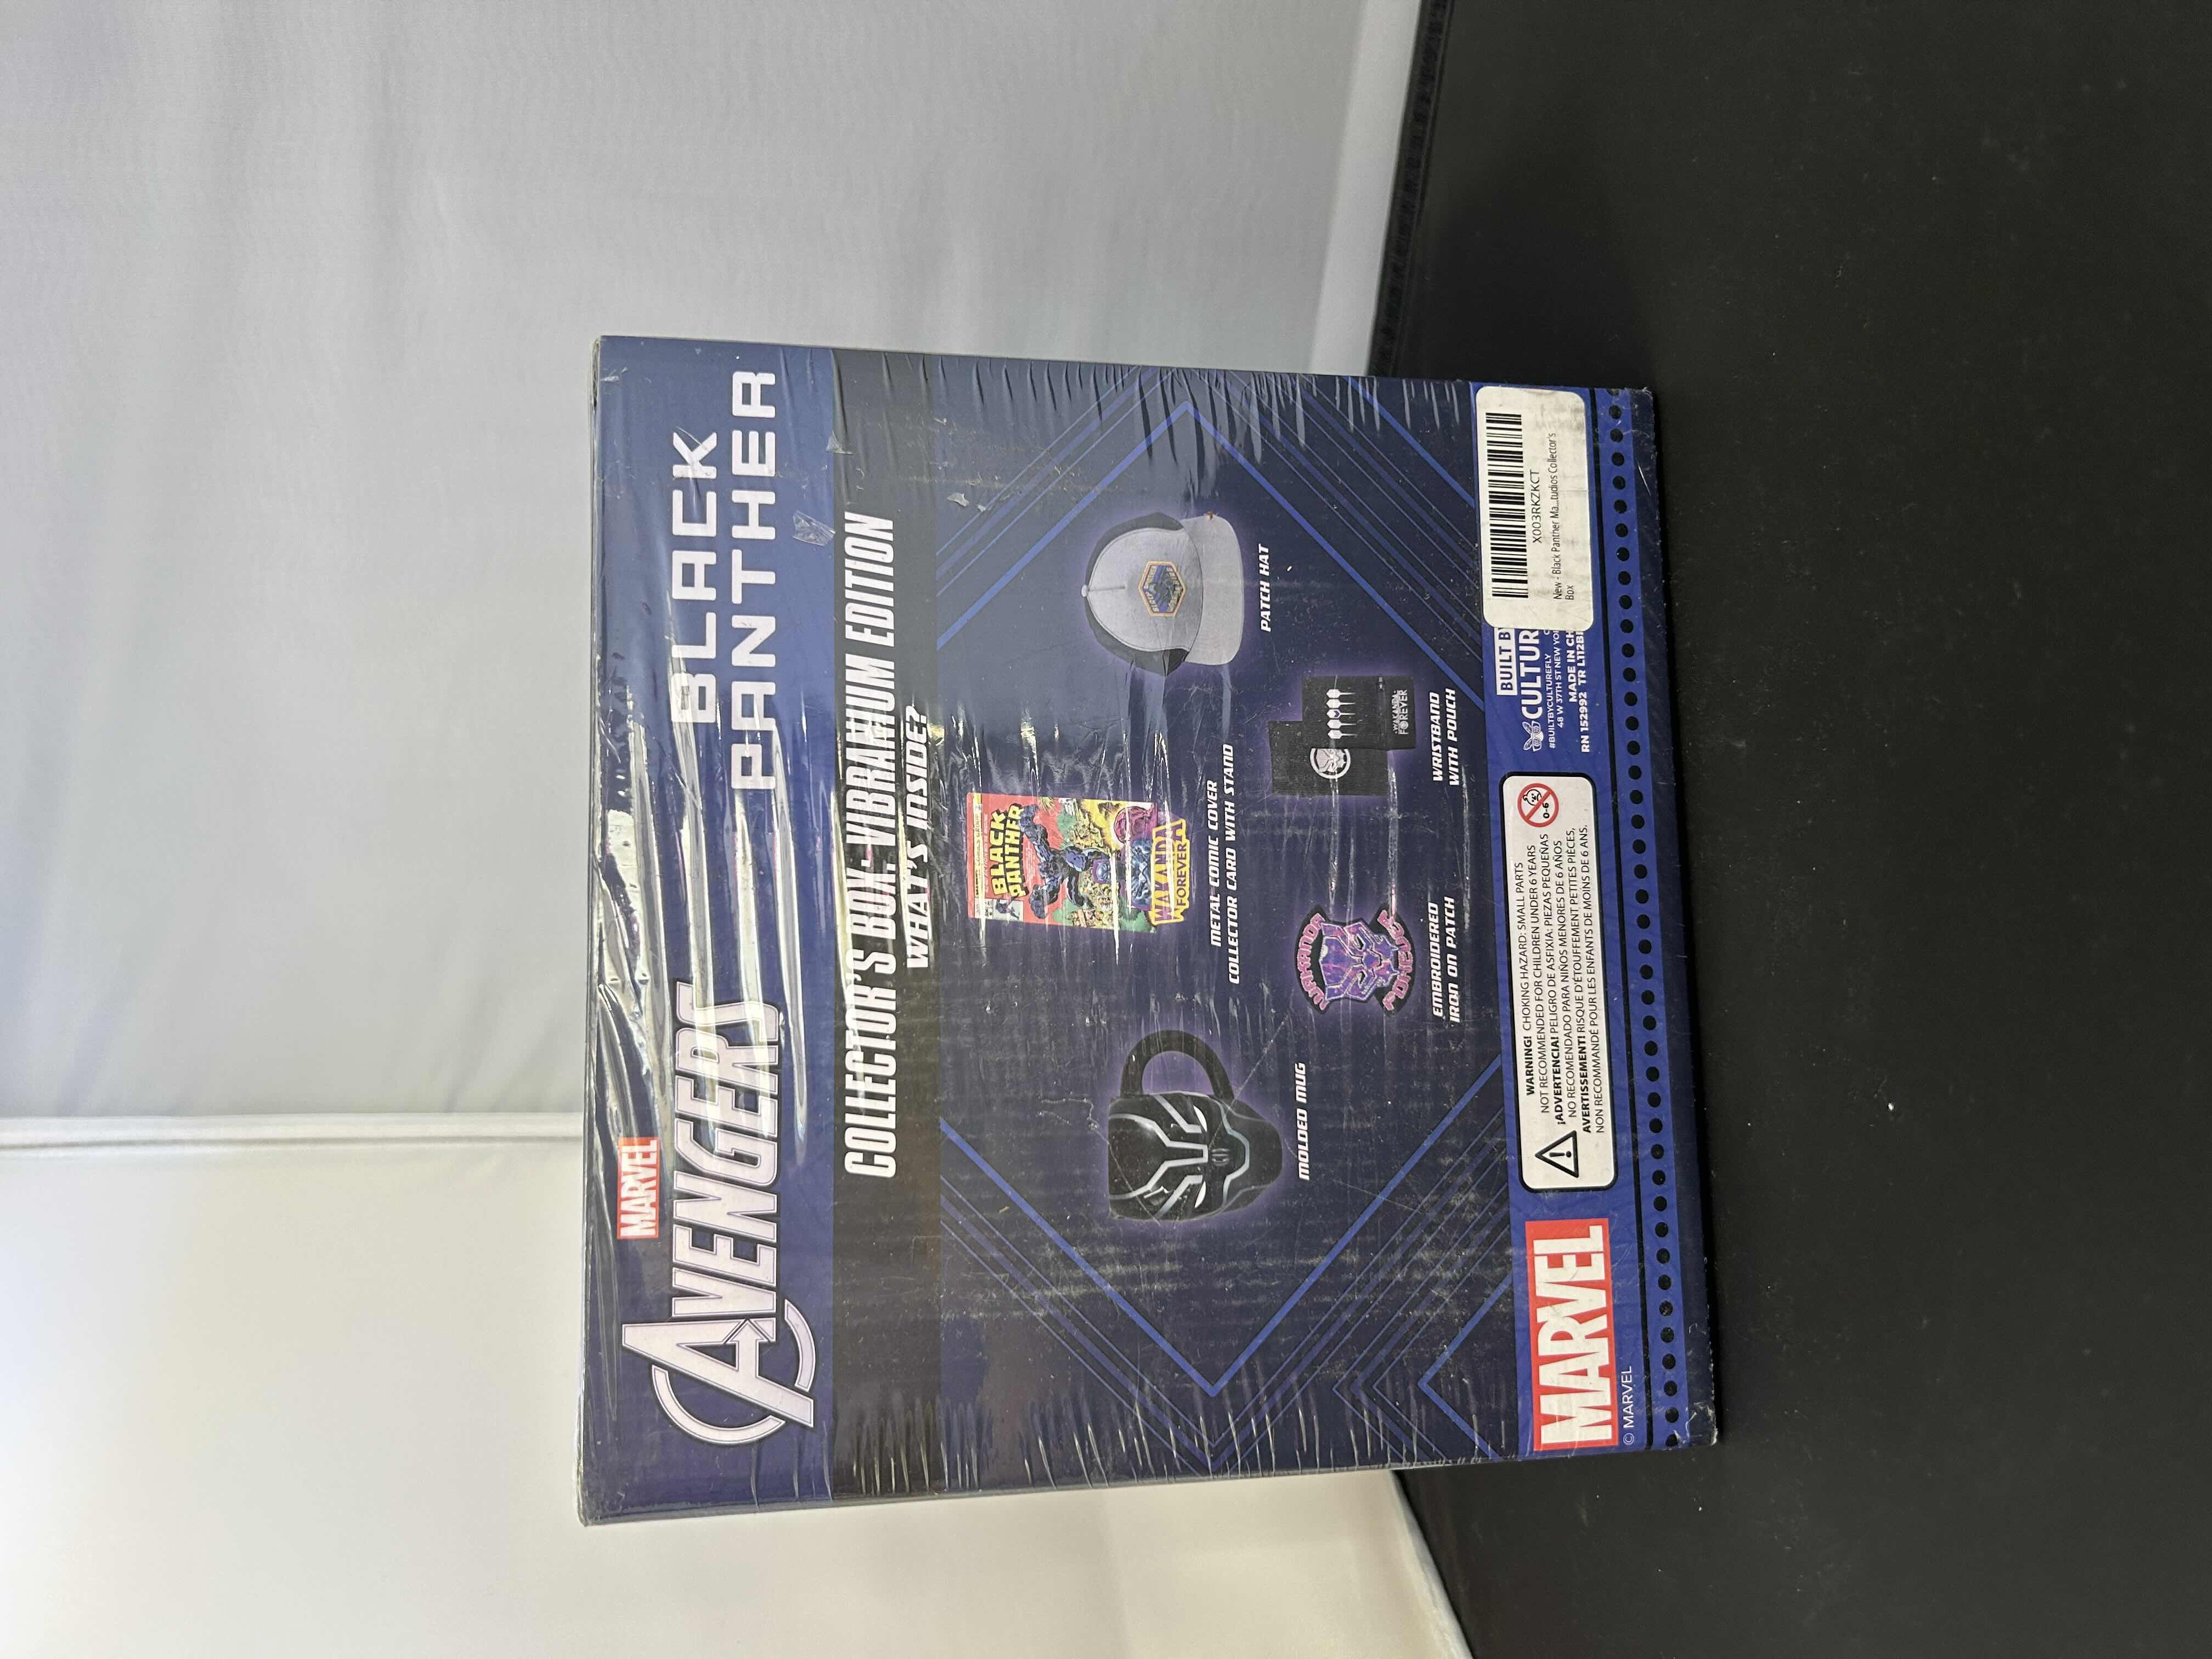 MARVEL
AVENGERS
BLACK
PANTHER
COLLECTOR'S BOX: VIBRANIUM EDITION
WHAT'S INSIDE?
MOLDED MUG
BLACK
PANTHER
WAKANDA
FOREVER
METAL COMIC COVER
COLLECTOR CARD WITH STAND
PATCH HAT
WAKANDA
FOREVER
EMBROIDERED
IRON ON PATCH
WAKANDA
FOREVER
WRISTBAND
WITH POUCH
MARVEL
© MARVEL
WARNING! CHOKING HAZARD: SMALL PARTS
NOT RECOMMENDED FOR CHILDREN UNDER 6 YEARS
¡ADVERTENCIA! PELIGRO DE ASFIXIA: PIEZAS PEQUEÑAS
NO RECOMENDADO PARA NIÑOS MENORES DE 6 AÑOS
AVERTISSEMENT! RISQUE D'ÉTOUFFEMENT PETITES PIÈCES,
NON RECOMMANDÉ POUR LES ENFANTS DE MOINS DE 6 ANS.
0-6
BUILT B
CULTUR
#BUILTBYCULTUREFLY
48 W 37TH ST NEW YO
MADE IN CH
RN 152992 TR L112B
X003RKZKCT
New - Black Panther Ma...tudios Collector's
Box